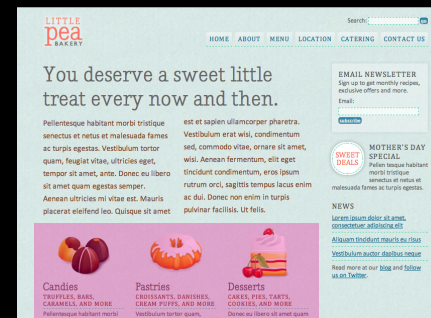 LITTLE
pea
BAKERY
Search:
go
HOME ABOUT MENU LOCATION CATERING CONTACT US
You deserve a sweet little
treat every now and then.
Pellentesque habitant morbi tristique
senectus et netus et malesuada fames
ac turpis egestas. Vestibulum tortor
quam, feugiat vitae, ultricies eget,
tempor sit amet, ante. Donec eu libero
sit amet quam egestas semper.
Aenean ultricies mi vitae est. Mauris
placerat eleifend leo. Quisque sit amet
est et sapien ullamcorper pharetra.
Vestibulum erat wisi, condimentum
sed, commodo vitae, ornare sit amet,
wisi. Aenean fermentum, elit eget
tincidunt condimentum, eros ipsum
rutrum orci, sagittis tempus lacus enim
ac dui. Donec non enim in turpis
pulvinar facilisis. Ut felis.
EMAIL NEWSLETTER
Sign up to get monthly recipes,
exclusive offers and more.
Email:
subscribe
SWEET
DEALS
MOTHER'S DAY
SPECIAL
Pellen tesque habitant
morbi tristique
senectus et netus et
malesuada fames ac turpis egestas.
NEWS
Lorem ipsum dolor sit amet,
consectetuer adipiscing elit
Aliquam tincidunt mauris eu risus
Vestibulum auctor dapibus neque
Read more at our blog and follow
us on Twitter.
Candies
TRUFFLES, BARS,
CARAMELS, AND MORE
Pellentesque habitant morbi
Pastries
CROISSANTS, DANISHES,
CREAM PUFFS, AND MORE
Vestibulum tortor quam,
Desserts
CAKES, PIES, TARTS,
COOKIES, AND MORE
Donec eu libero sit amet quam